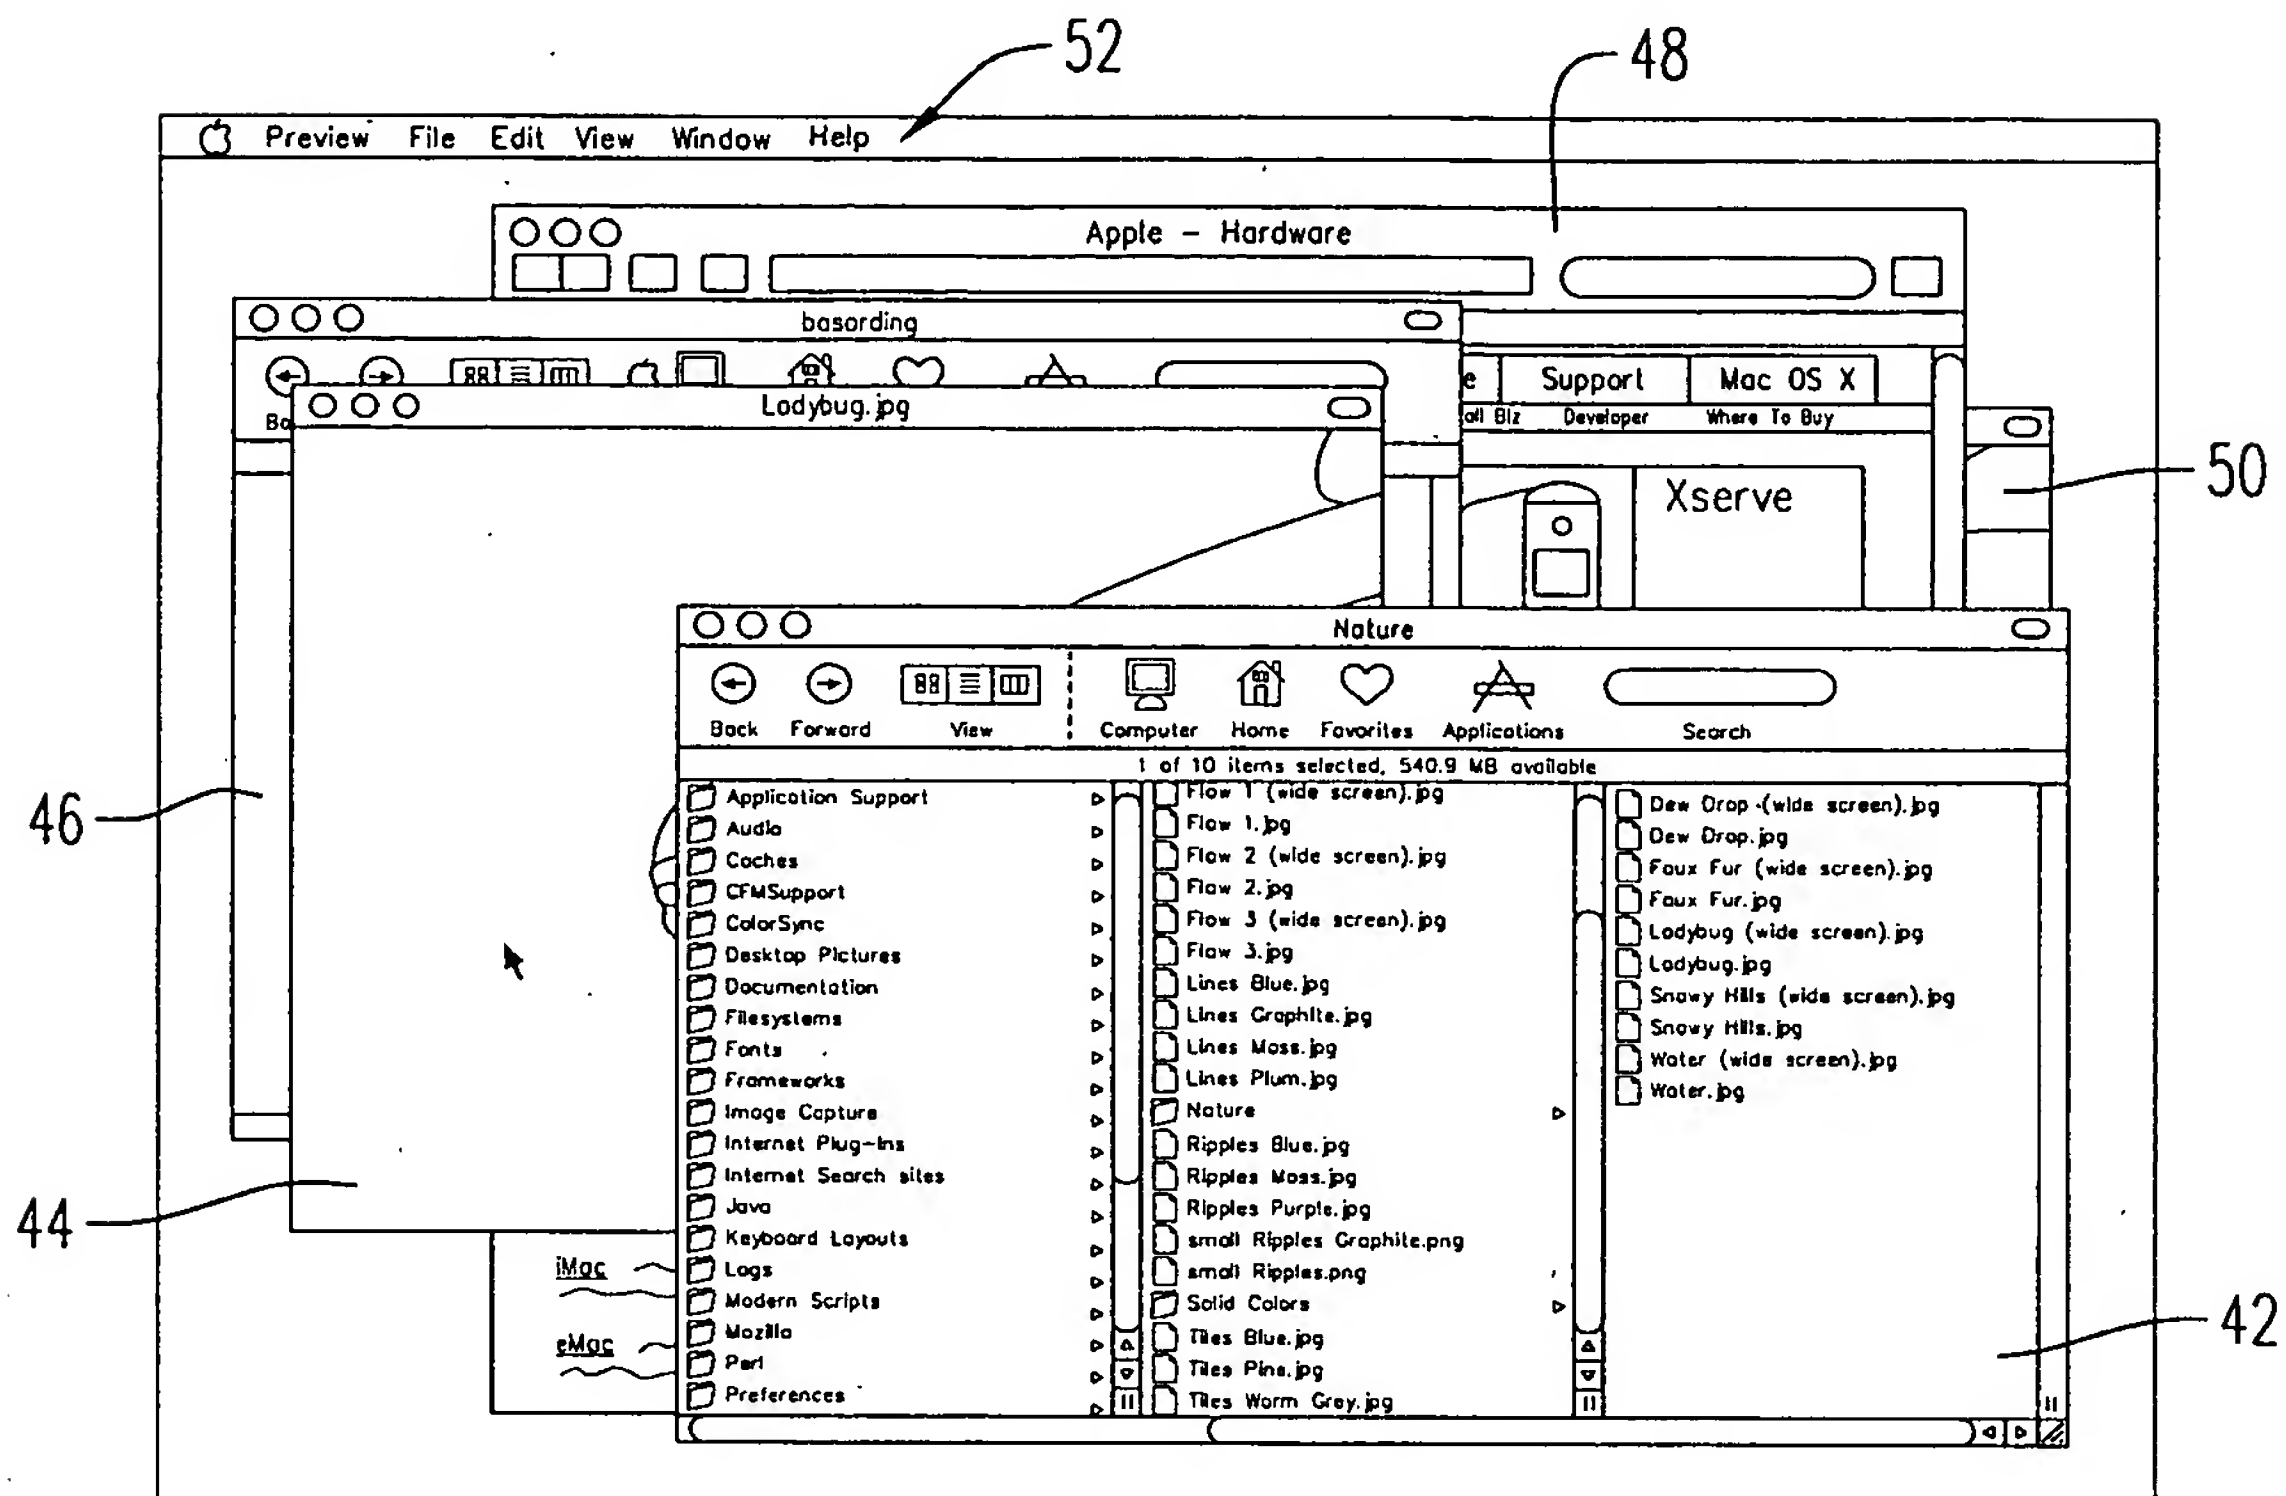 52
48
Preview File Edit View Window Help
Apple – Hardware
basording
e Support Mac OS X
Ladybug.jpg
Ba
all Biz Developer Where To Buy
50
Xserve
Nature
Back Forward View Computer Home Favorites Applications Search
1 of 10 items selected, 540.9 MB available
46
Application Support
Audio
Caches
CFMSupport
ColorSync
Desktop Pictures
Documentation
Filesystems
Fonts
Frameworks
Image Capture
Internet Plug-Ins
Internet Search sites
Java
Keyboard Layouts
Logs
Modern Scripts
Mozilla
Perl
Preferences
Flow 1 (wide screen).jpg
Flow 1.jpg
Flow 2 (wide screen).jpg
Flow 2.jpg
Flow 3 (wide screen).jpg
Flow 3.jpg
Lines Blue.jpg
Lines Graphite.jpg
Lines Moss.jpg
Lines Plum.jpg
Nature
Ripples Blue.jpg
Ripples Moss.jpg
Ripples Purple.jpg
small Ripples Graphite.png
small Ripples.png
Solid Colors
Tiles Blue.jpg
Tiles Pine.jpg
Tiles Warm Grey.jpg
Dew Drop (wide screen).jpg
Dew Drop.jpg
Faux Fur (wide screen).jpg
Faux Fur.jpg
Ladybug (wide screen).jpg
Ladybug.jpg
Snowy Hills (wide screen).jpg
Snowy Hills.jpg
Water (wide screen).jpg
Water.jpg
44
iMac
eMac
42